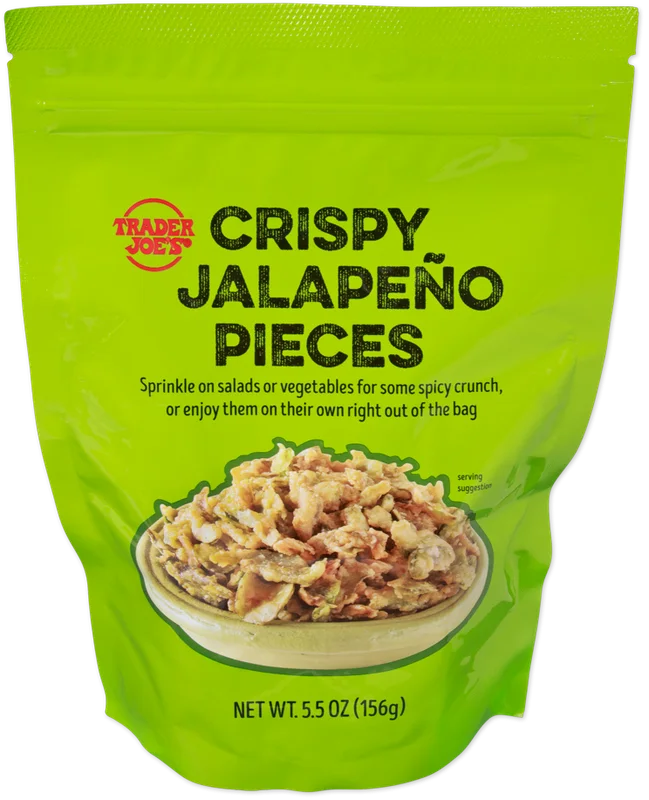 TRADER
JOE'S
CRISPY
JALAPEÑO
PIECES
Sprinkle on salads or vegetables for some spicy crunch,
or enjoy them on their own right out of the bag
serving
suggestion
NET WT. 5.5 OZ (156g)